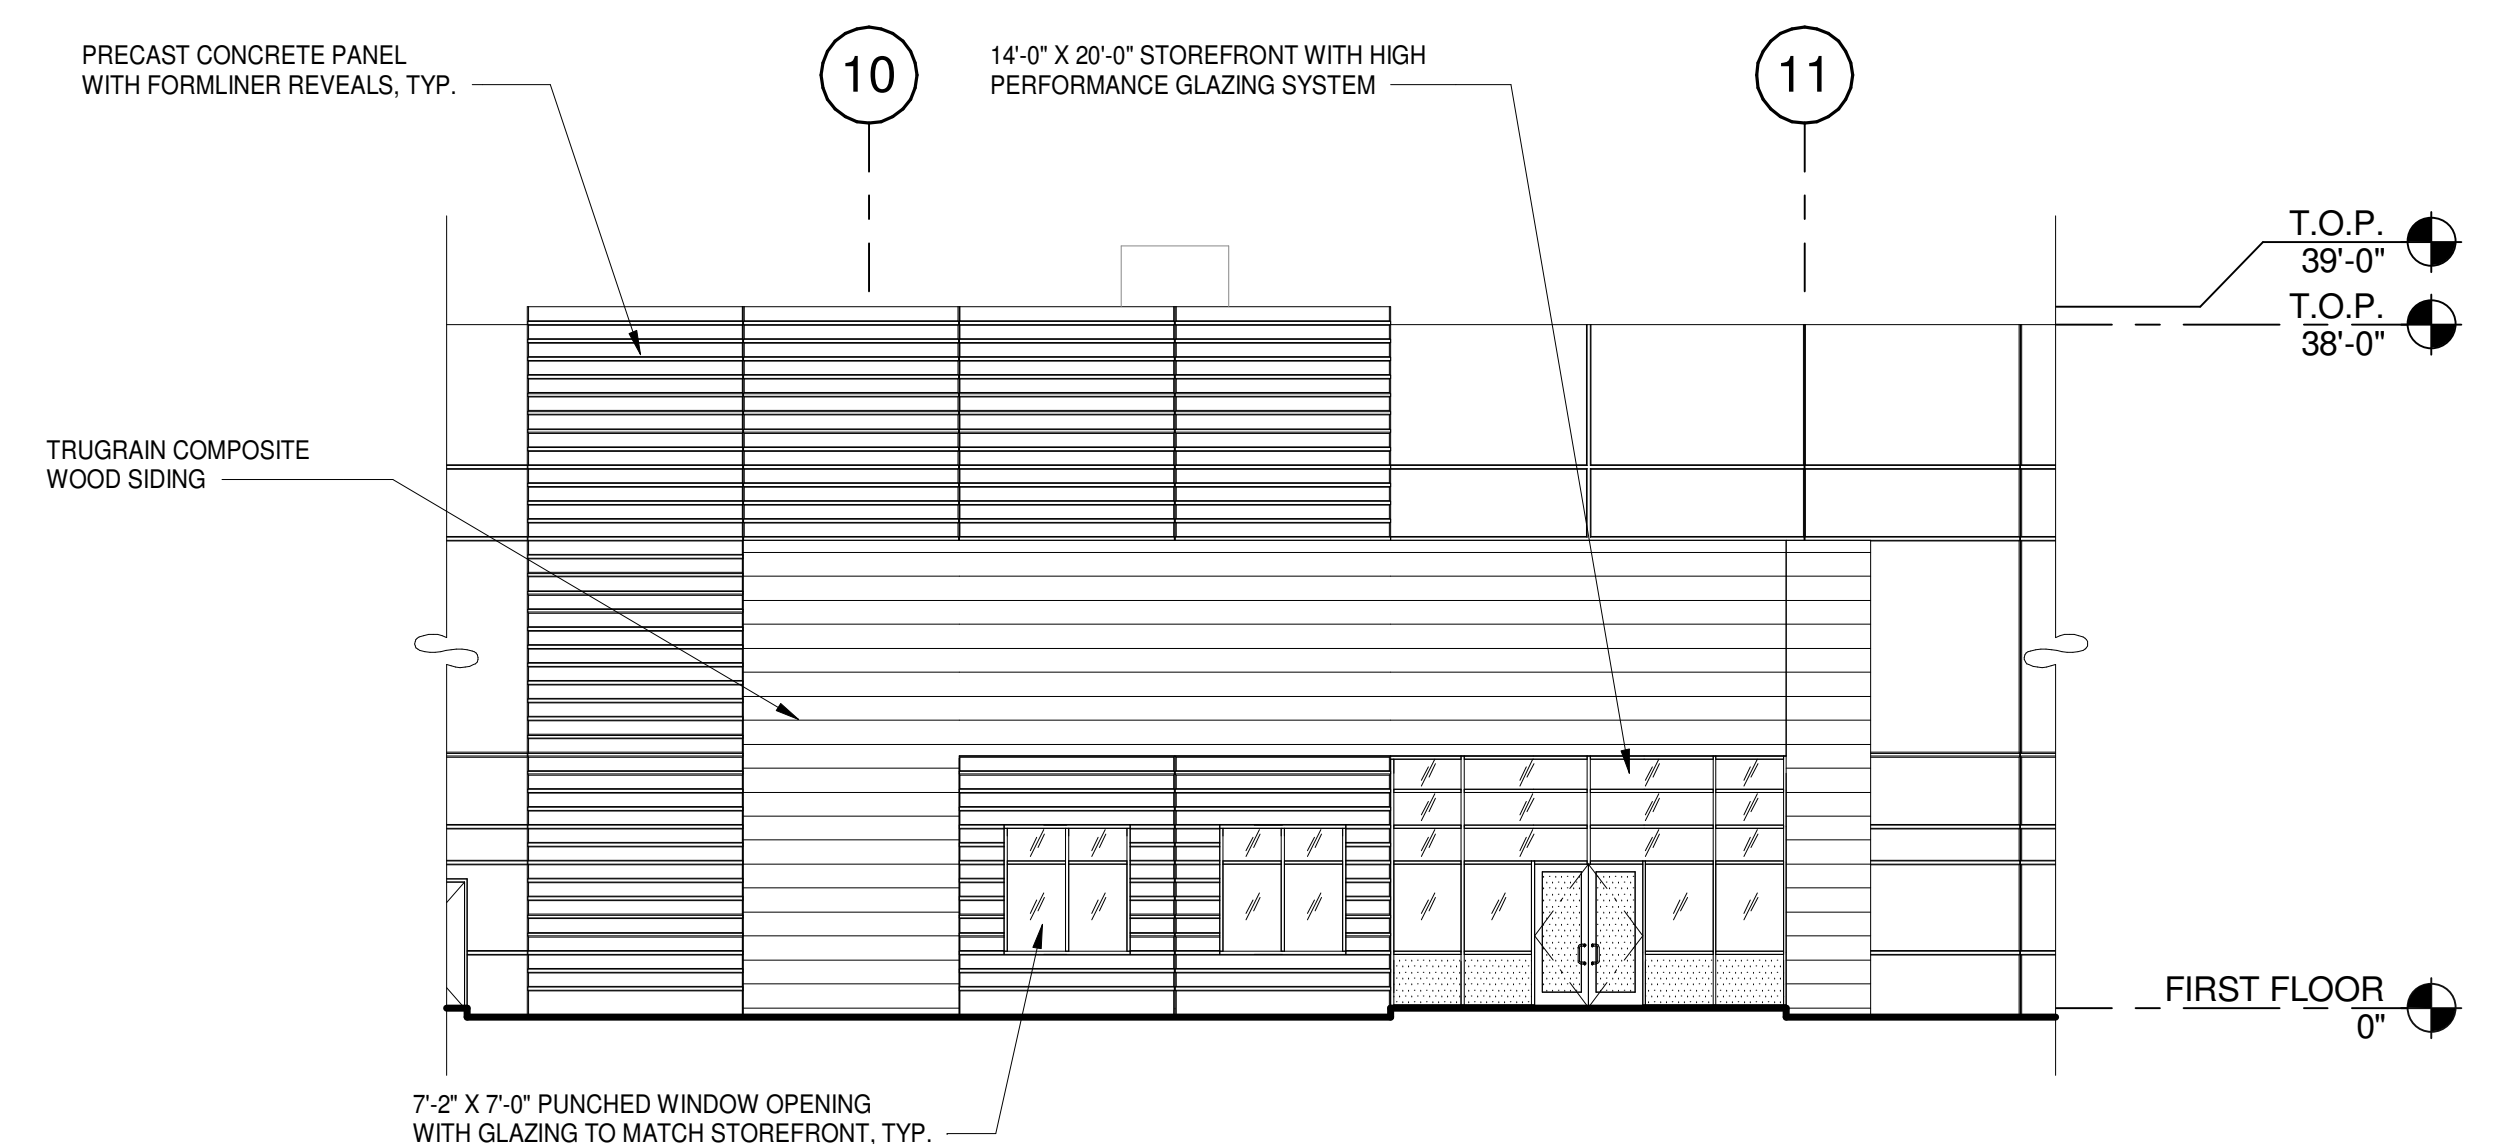 PRECAST CONCRETE PANEL
WITH FORMLINER REVEALS, TYP.
10
14'-0" X 20'-0" STOREFRONT WITH HIGH
PERFORMANCE GLAZING SYSTEM
11
T.O.P.
39'-0"
T.O.P.
38'-0"
TRUGRAIN COMPOSITE
WOOD SIDING
FIRST FLOOR
0"
7'-2" X 7'-0" PUNCHED WINDOW OPENING
WITH GLAZING TO MATCH STOREFRONT, TYP.